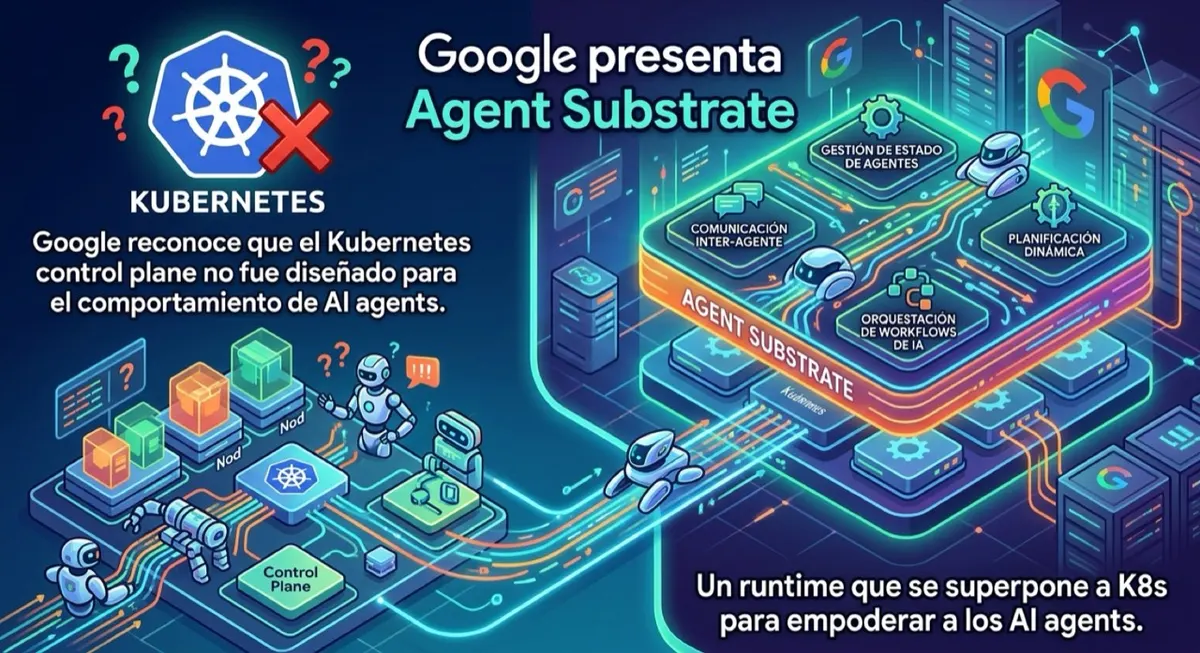 Google presenta
Agent Substrate
KUBERNETES
Google reconoce que el Kubernetes
control plane no fue diseñado para
el comportamiento de AI agents.
? ? ? ?
?
?? ?
!!!
Nod
Nod
Control
Plane
G
G
GESTIÓN DE ESTADO
DE AGENTES
COMUNICACIÓN
INTER-AGENTE
PLANIFICACIÓN
DINÁMICA
ORQUESTACIÓN
DE WORKFLOWS
DE IA
AGENT SUBSTRATE
G
Un runtime que se superpone a K8s
para empoderar a los AI agents.